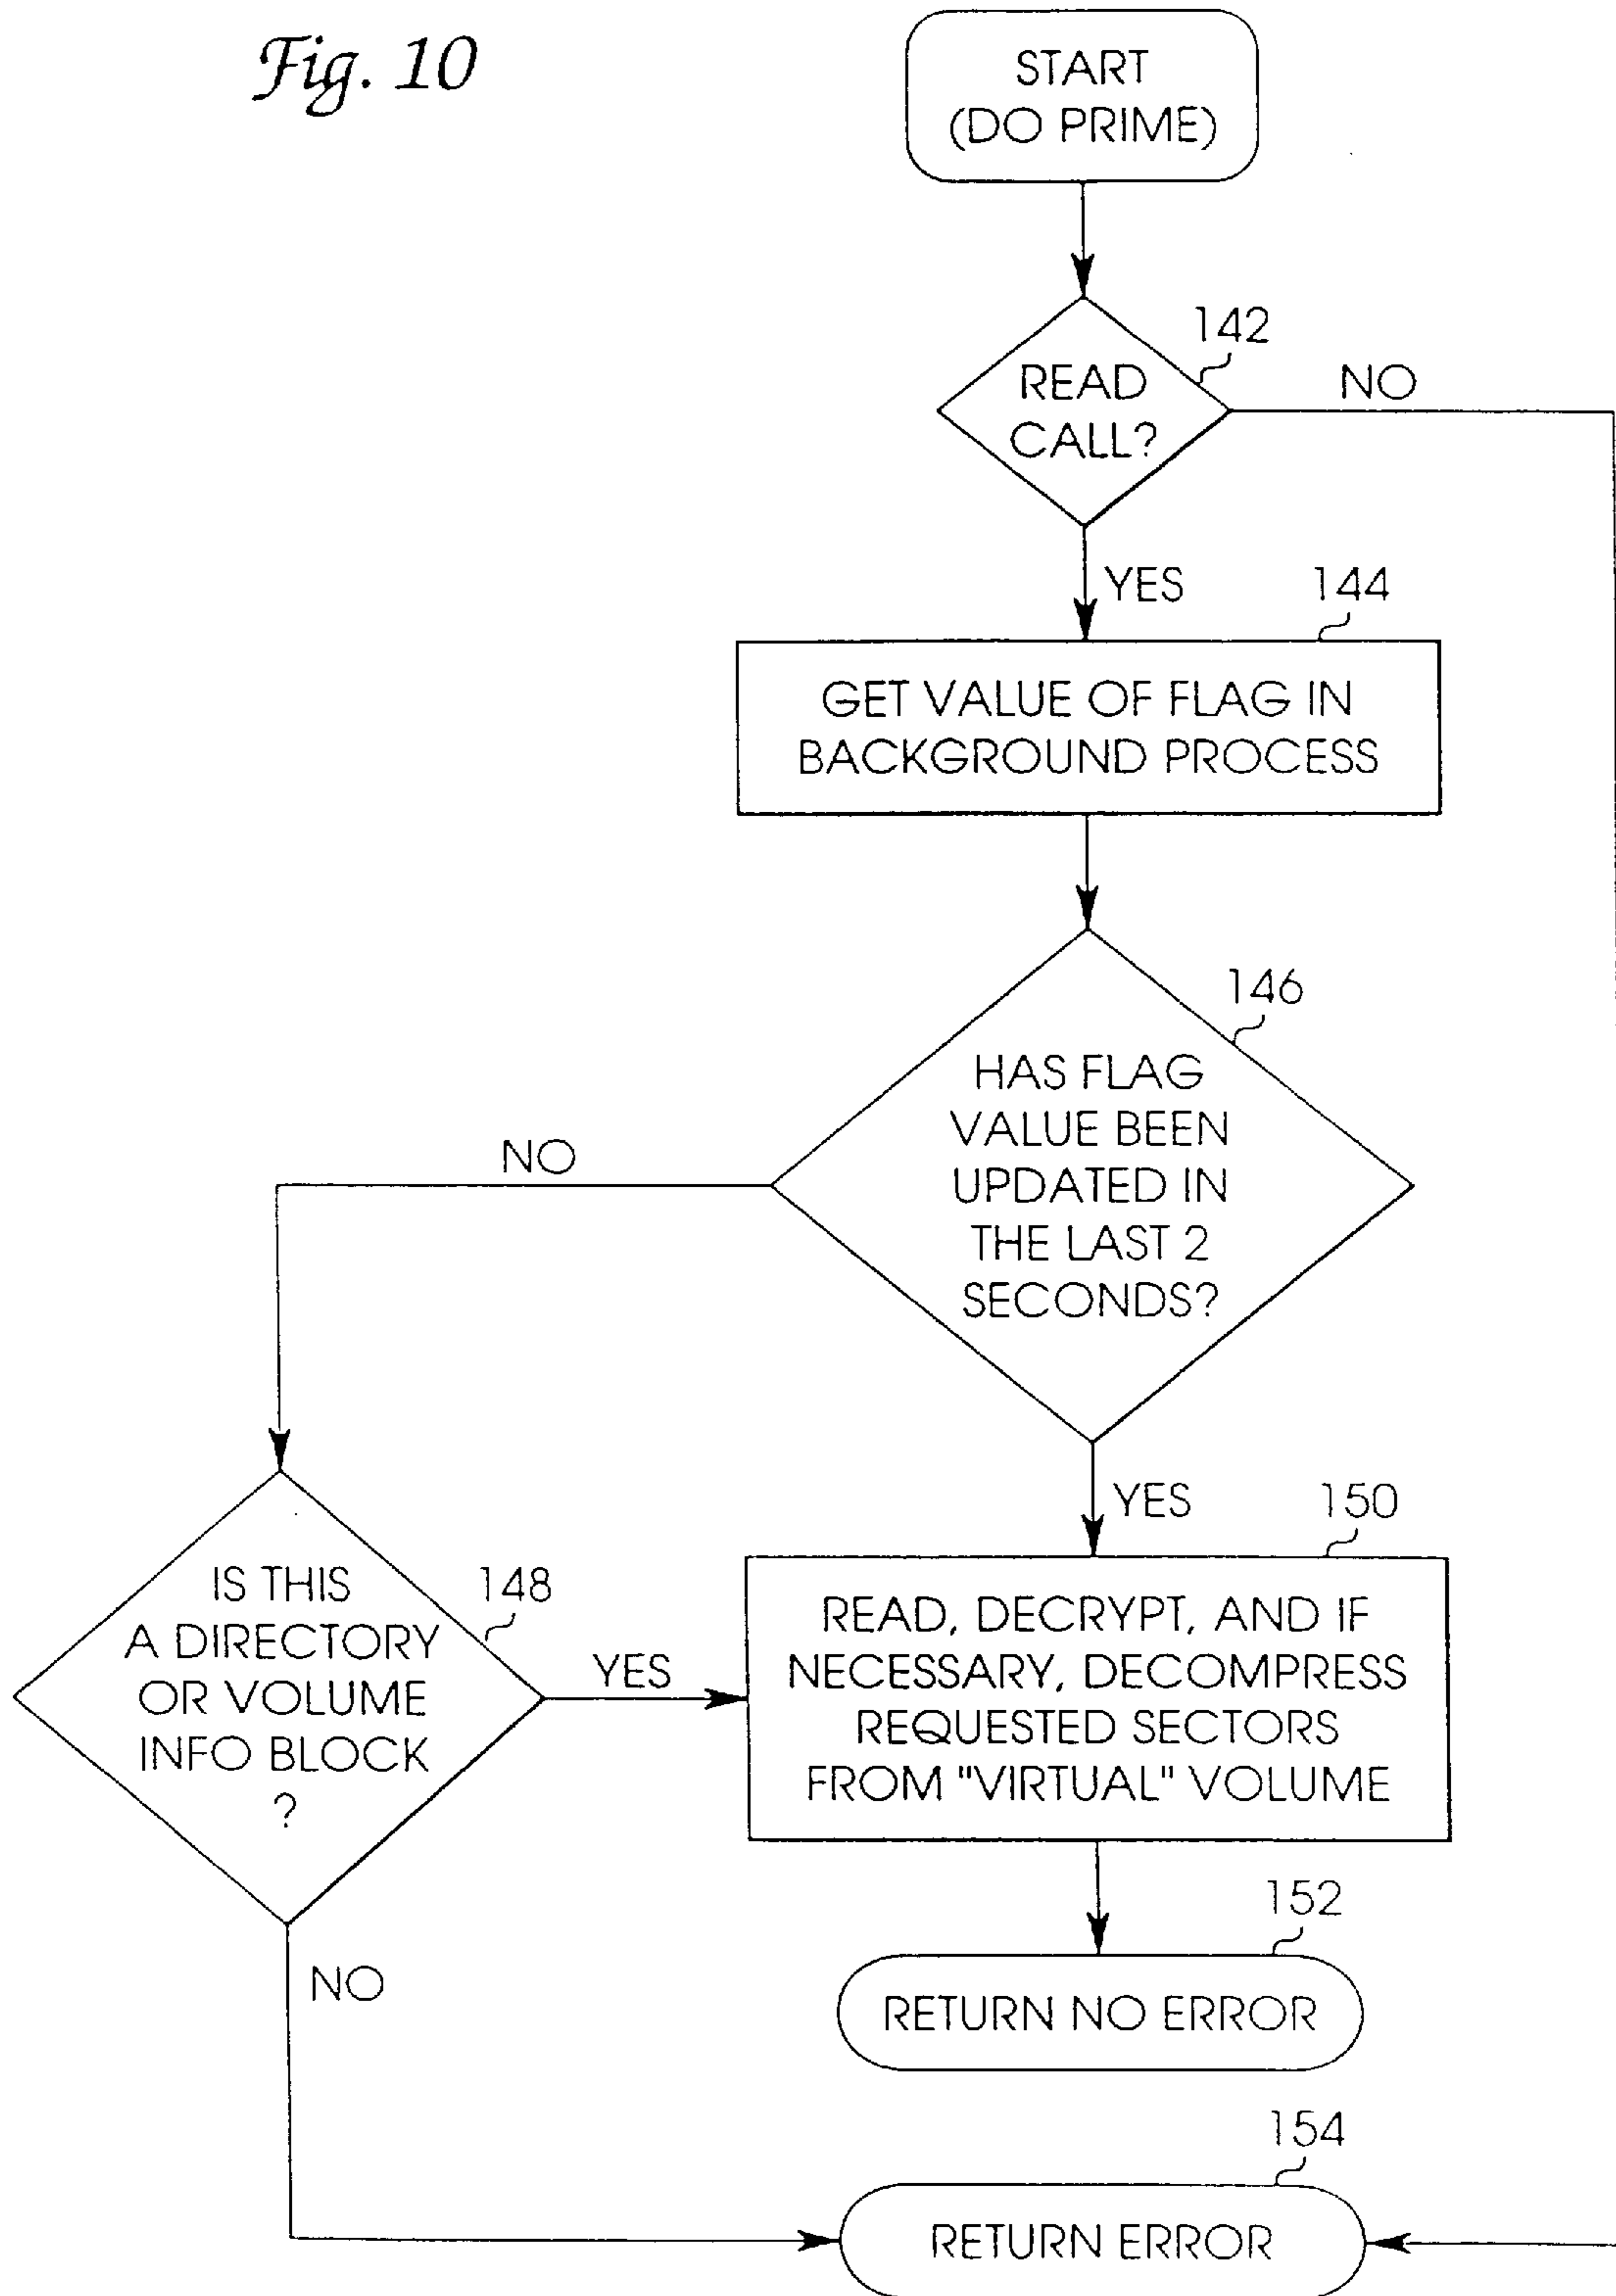 Fig. 10
START
(DO PRIME)
142
READ
CALL?
NO
YES
144
GET VALUE OF FLAG IN
BACKGROUND PROCESS
146
HAS FLAG
VALUE BEEN
UPDATED IN
THE LAST 2
SECONDS?
NO
YES
148
IS THIS
A DIRECTORY
OR VOLUME
INFO BLOCK
?
YES
150
READ, DECRYPT, AND IF
NECESSARY, DECOMPRESS
REQUESTED SECTORS
FROM "VIRTUAL" VOLUME
152
NO
RETURN NO ERROR
154
RETURN ERROR